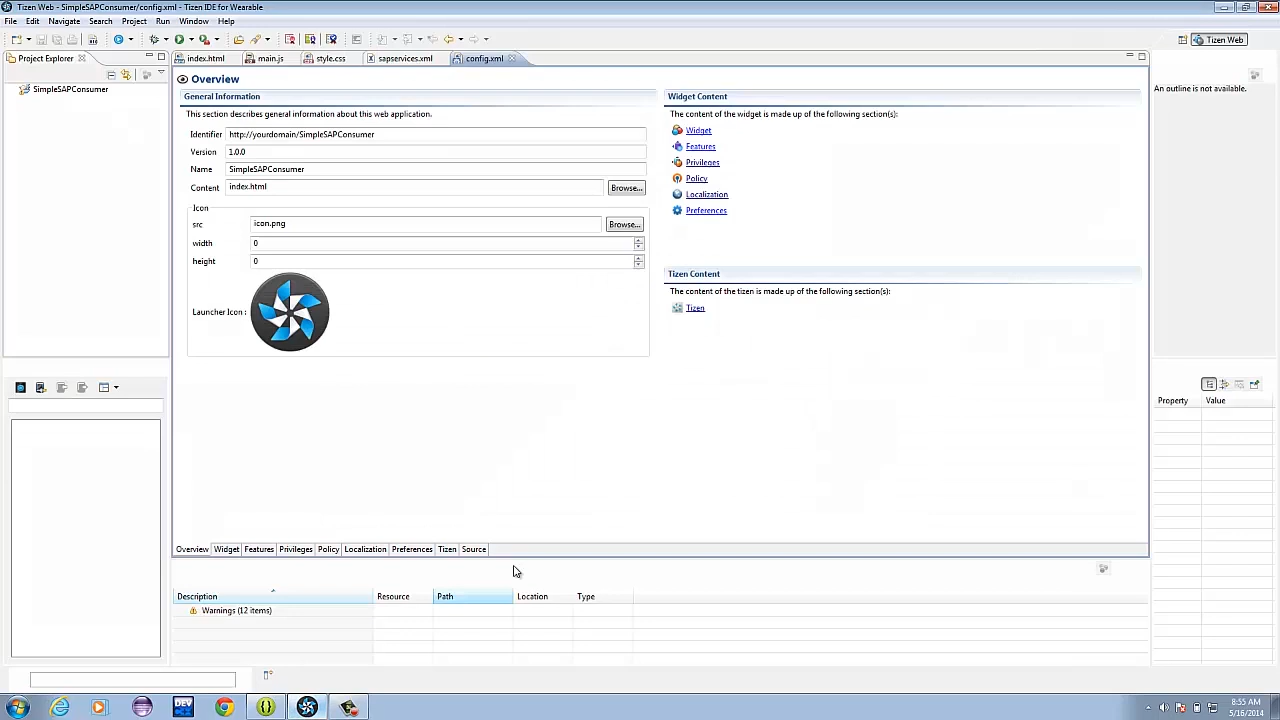 Tizen Web - SimpleSAPConsumer/config.xml - Tizen IDE for Wearable
File Edit Navigate Search Project Run Window Help
Tizen Web
Project Explorer
index.html
main.js
style.css
sapservices.xml
config.xml
SimpleSAPConsumer
An outline is not available.
Overview
General Information
This section describes general information about this web application.
Identifier http://yourdomain/SimpleSAPConsumer
Version 1.0.0
Name SimpleSAPConsumer
Content index.html Browse...
Icon
src icon.png Browse...
width 0
height 0
Launcher Icon :
Widget Content
The content of the widget is made up of the following section(s):
Widget
Features
Privileges
Policy
Localization
Preferences
Tizen Content
The content of the tizen is made up of the following section(s):
Tizen
Property Value
Overview Widget Features Privileges Policy Localization Preferences Tizen Source
Description Resource Path Location Type
Warnings (12 items)
DEV
8:55 AM
5/16/2014